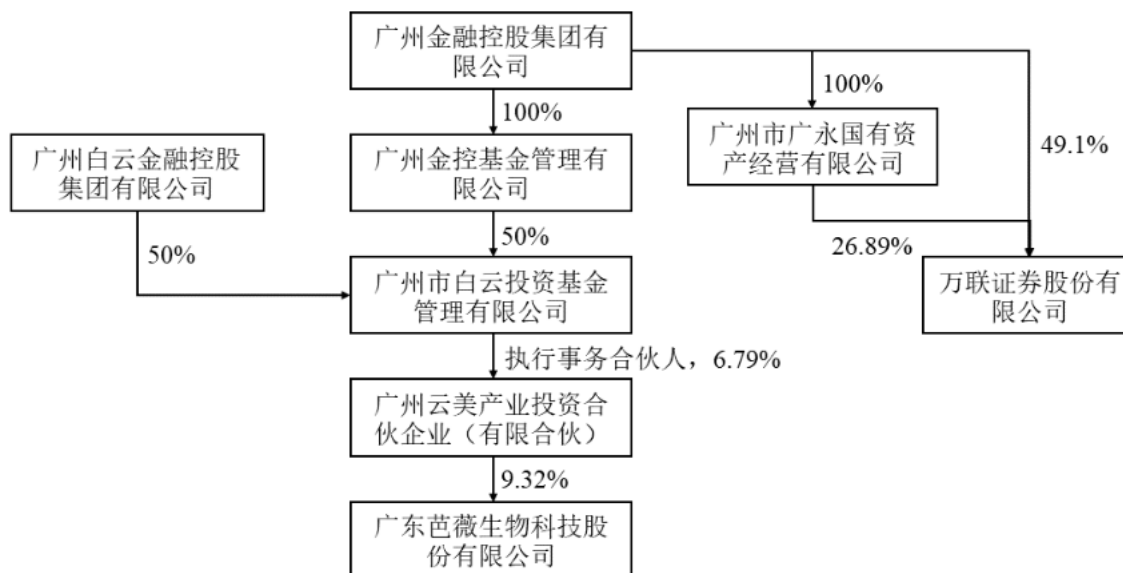 广州金融控股集团有
限公司
100%
100%
49.1%
广州白云金融控股
集团有限公司
广州金控基金管理有
限公司
广州市广永国有资
产经营有限公司
50%
50%
26.89%
广州市白云投资基金
管理有限公司
万联证券股份有
限公司
执行事务合伙人，6.79%
广州云美产业投资合
伙企业（有限合伙）
9.32%
广东芭薇生物科技股
份有限公司